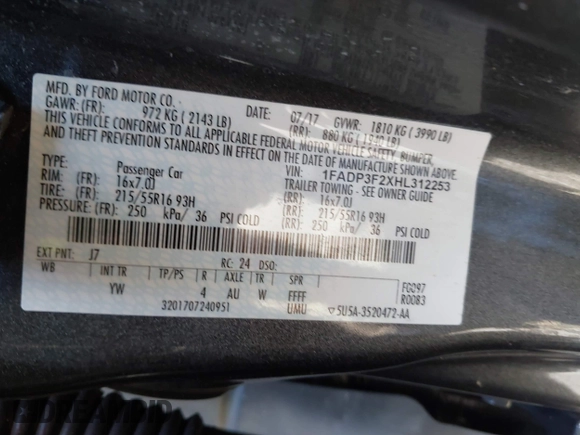 MFD. BY FORD MOTOR CO.
DATE: 07/17 GVWR: 1810 KG ( 3990 LB)
GAWR: (FR) 972 KG ( 2143 LB) (RR) 880 KG
THIS VEHICLE CONFORMS TO ALL APPLICABLE FEDERAL MOTOR VEHICLE SAFETY, BUMPER,
AND THEFT PREVENTION STANDARDS IN EFFECT ON THE DATE OF MANUFACTURE SHOWN ABOVE.
VIN: 1FADP3F2XHL312253
TYPE: Passenger Car TRAILER TOWING - SEE OWNER GUIDE
RIM: (FR) 16x7.0J (RR) 16x7.0J
TIRE: (FR) 215/55R16 93H (RR) 215/55R16 93H
PRESSURE: (FR) 250 kPa/ 36 PSI COLD (RR) 250 kPa/ 36 PSI COLD
EXT PNT: J7 RC: 24 DSO:
WB INT TR TP/PS R AXLE TR SPR
YW 4 AU W FFFF
UMU
F0097
R0083
3201707240951
5U5A-3520472-AA